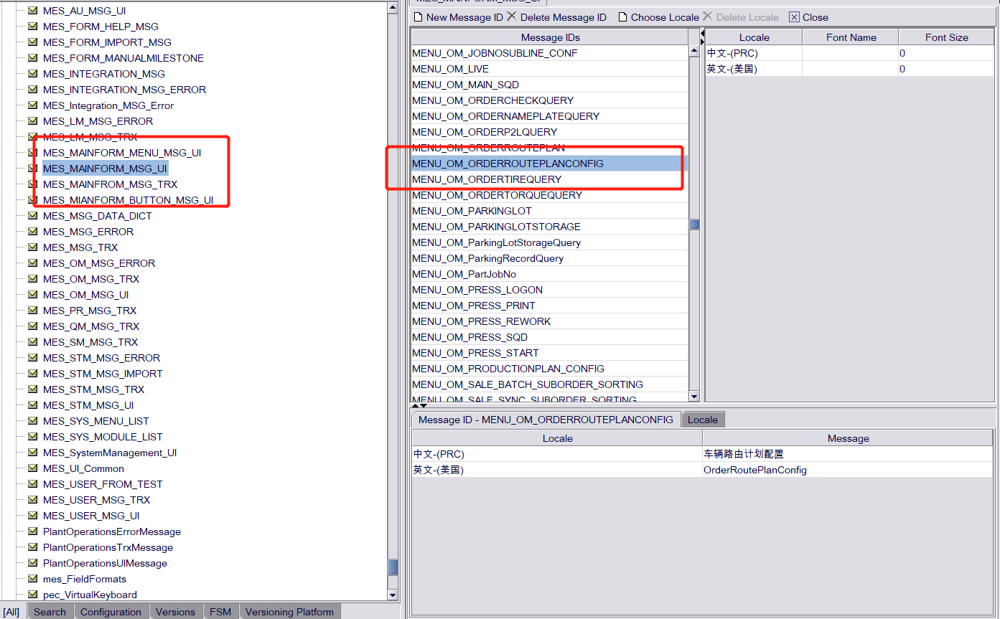 MES_AU_MSG_UI
MES_FORM_HELP_MSG
MES_FORM_IMPORT_MSG
MES_FORM_MANUALMILESTONE
MES_INTEGRATION_MSG
MES_INTEGRATION_MSG_ERROR
MES_Integration_MSG_Error
MES_LM_MSG_ERROR
MES_LM_MSG_TRX
MES_MAINFORM_MENU_MSG_UI
MES_MAINFORM_MSG_UI
MES_MAINFROM_MSG_TRX
MES_MIANFORM_BUTTON_MSG_UI
MES_MSG_DATA_DICT
MES_MSG_ERROR
MES_MSG_TRX
MES_OM_MSG_ERROR
MES_OM_MSG_TRX
MES_OM_MSG_UI
MES_PR_MSG_TRX
MES_QM_MSG_TRX
MES_SM_MSG_TRX
MES_STM_MSG_ERROR
MES_STM_MSG_IMPORT
MES_STM_MSG_TRX
MES_STM_MSG_UI
MES_SYS_MENU_LIST
MES_SYS_MODULE_LIST
MES_SystemManagement_UI
MES_UI_Common
MES_USER_FROM_TEST
MES_USER_MSG_TRX
MES_USER_MSG_UI
PlantOperationsErrorMessage
PlantOperationsTrxMessage
PlantOperationsUIMessage
mes_FieldFormats
pec_VirtualKeyboard
[All] Search Configuration Versions FSM Versioning Platform
MES_MAINFORM_MSG_UI
New Message ID Delete Message ID Choose Locale Delete Locale Close
Message IDs
MENU_OM_JOBNOSUBLINE_CONF
MENU_OM_LIVE
MENU_OM_MAIN_SQD
MENU_OM_ORDERCHECKQUERY
MENU_OM_ORDERNAMEPLATEQUERY
MENU_OM_ORDERP2LQUERY
MENU_OM_ORDERROUTEPLAN
MENU_OM_ORDERROUTEPLANCONFIG
MENU_OM_ORDERTIREQUERY
MENU_OM_ORDERTORQUEQUERY
MENU_OM_PARKINGLOT
MENU_OM_PARKINGLOTSTORAGE
MENU_OM_ParkingLotStorageQuery
MENU_OM_ParkingRecordQuery
MENU_OM_PartJobNo
MENU_OM_PRESS_LOGON
MENU_OM_PRESS_PRINT
MENU_OM_PRESS_REWORK
MENU_OM_PRESS_SQD
MENU_OM_PRESS_START
MENU_OM_PRODUCTIONPLAN_CONFIG
MENU_OM_SALE_BATCH_SUBORDER_SORTING
MENU_OM_SALE_SYNC_SUBORDER_SORTING
Locale Font Name Font Size
中文-(PRC) 0
英文-(美国) 0
Message ID - MENU_OM_ORDERROUTEPLANCONFIG Locale
Locale Message
中文-(PRC) 车辆路由计划配置
英文-(美国) OrderRoutePlanConfig